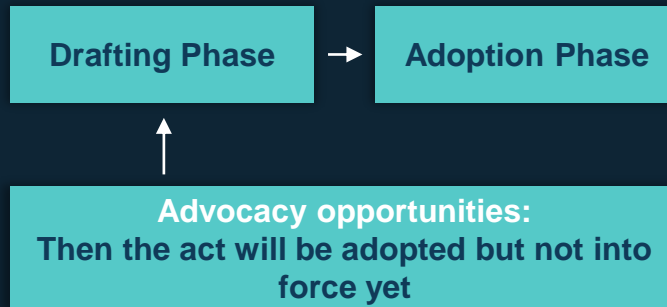 Drafting Phase
Adoption Phase
Advocacy opportunities:
Then the act will be adopted but not into
force yet